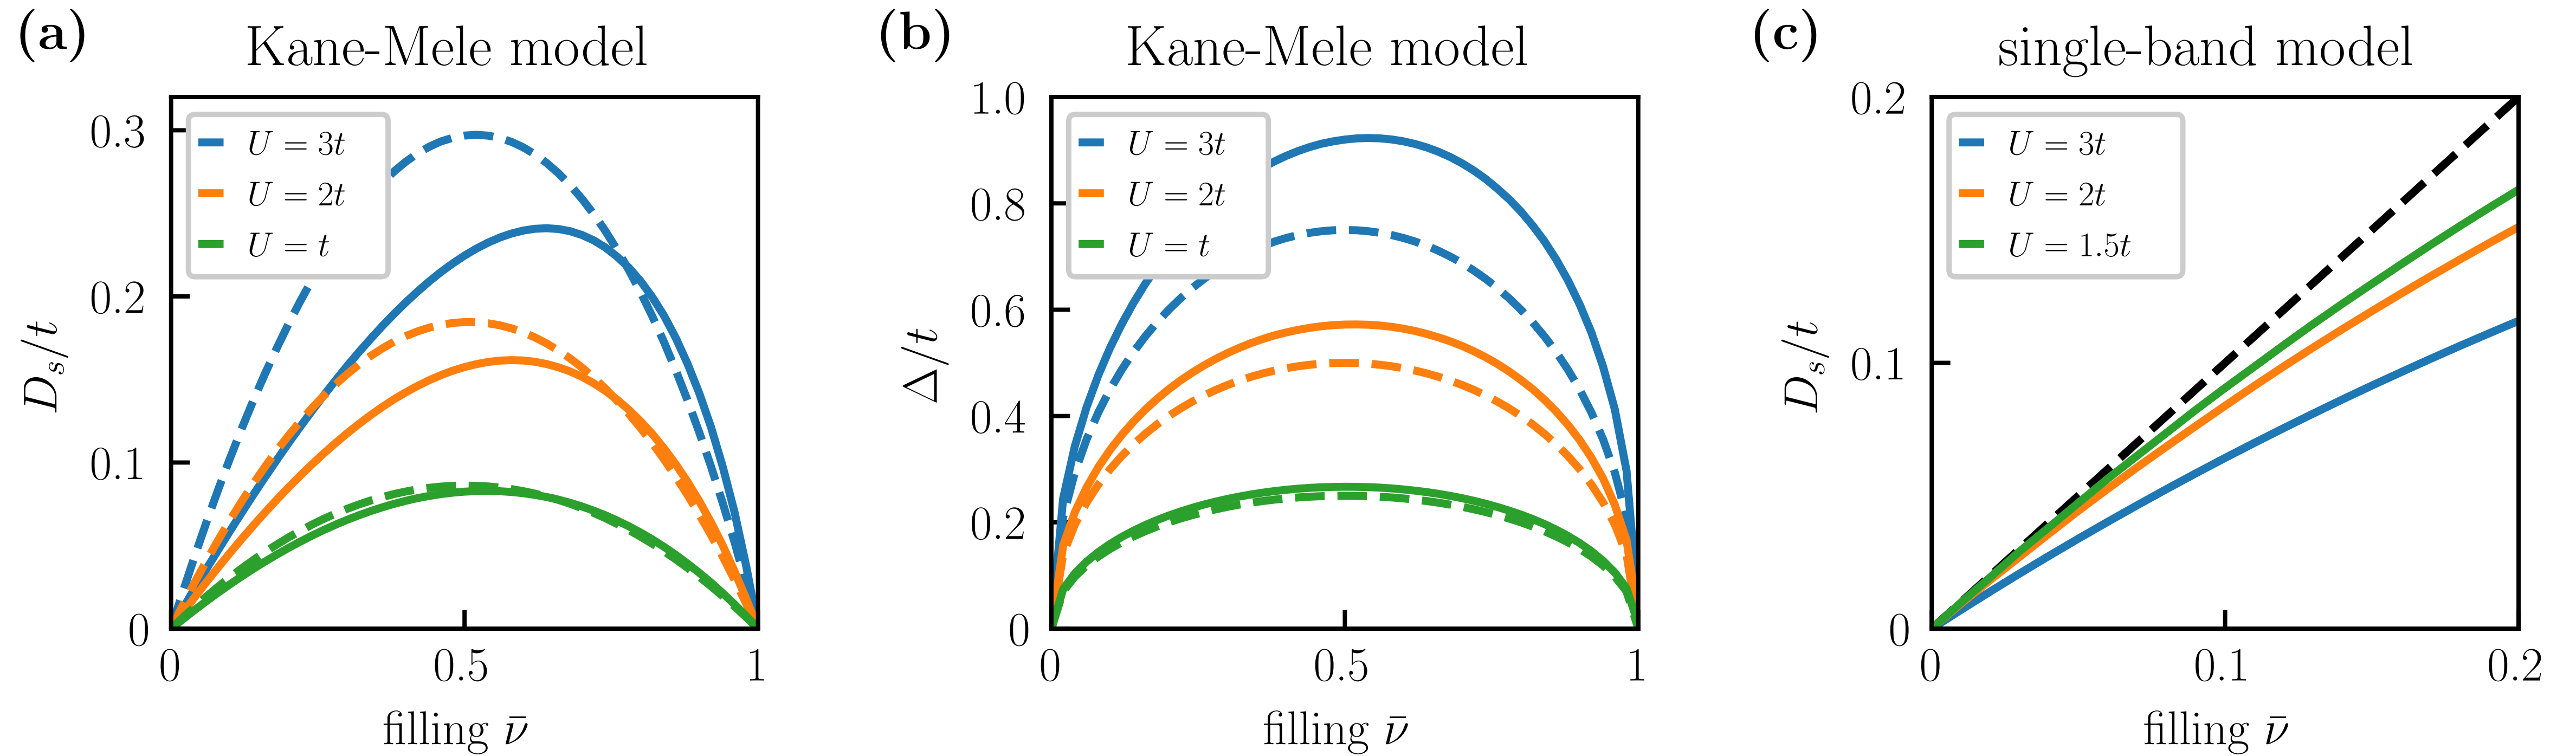 (a)
Kane-Mele model
0.3
0.2
0.1
0
0
0.5
1
D_s/t
filling ν̄
U = 3t
U = 2t
U = t
(b)
Kane-Mele model
1.0
0.8
0.6
0.4
0.2
0
0
0.5
1
Δ/t
filling ν̄
U = 3t
U = 2t
U = t
(c)
single-band model
0.2
0.1
0
0
0.1
0.2
D_s/t
filling ν̄
U = 3t
U = 2t
U = 1.5t